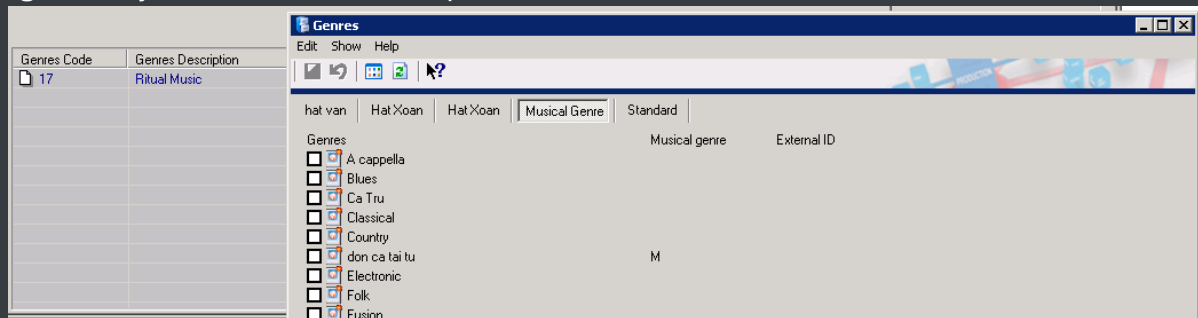 Genres
Edit Show Help
Genres Code Genres Description
17 Ritual Music
PRODUCTION
hat van Hat Xoan Hat Xoan Musical Genre Standard
Genres Musical genre External ID
A cappella
Blues
Ca Tru
Classical
Country
don ca tai tu M
Electronic
Folk
Fusion